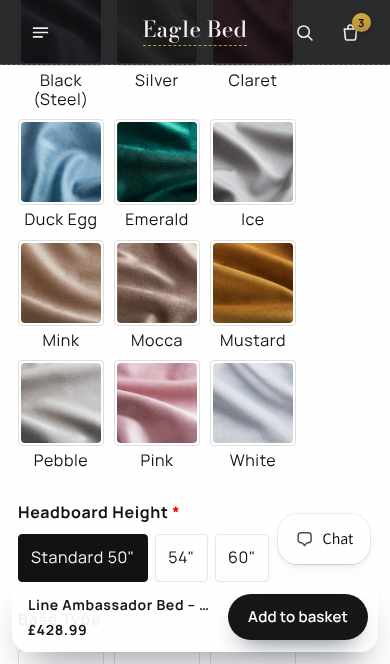 Eagle Bed
3
Black
(Steel)
Silver
Claret
Duck Egg
Emerald
Ice
Mink
Mocca
Mustard
Pebble
Pink
White
Headboard Height *
Standard 50"
54"
60"
Chat
Line Ambassador Bed – ...
£428.99
Add to basket